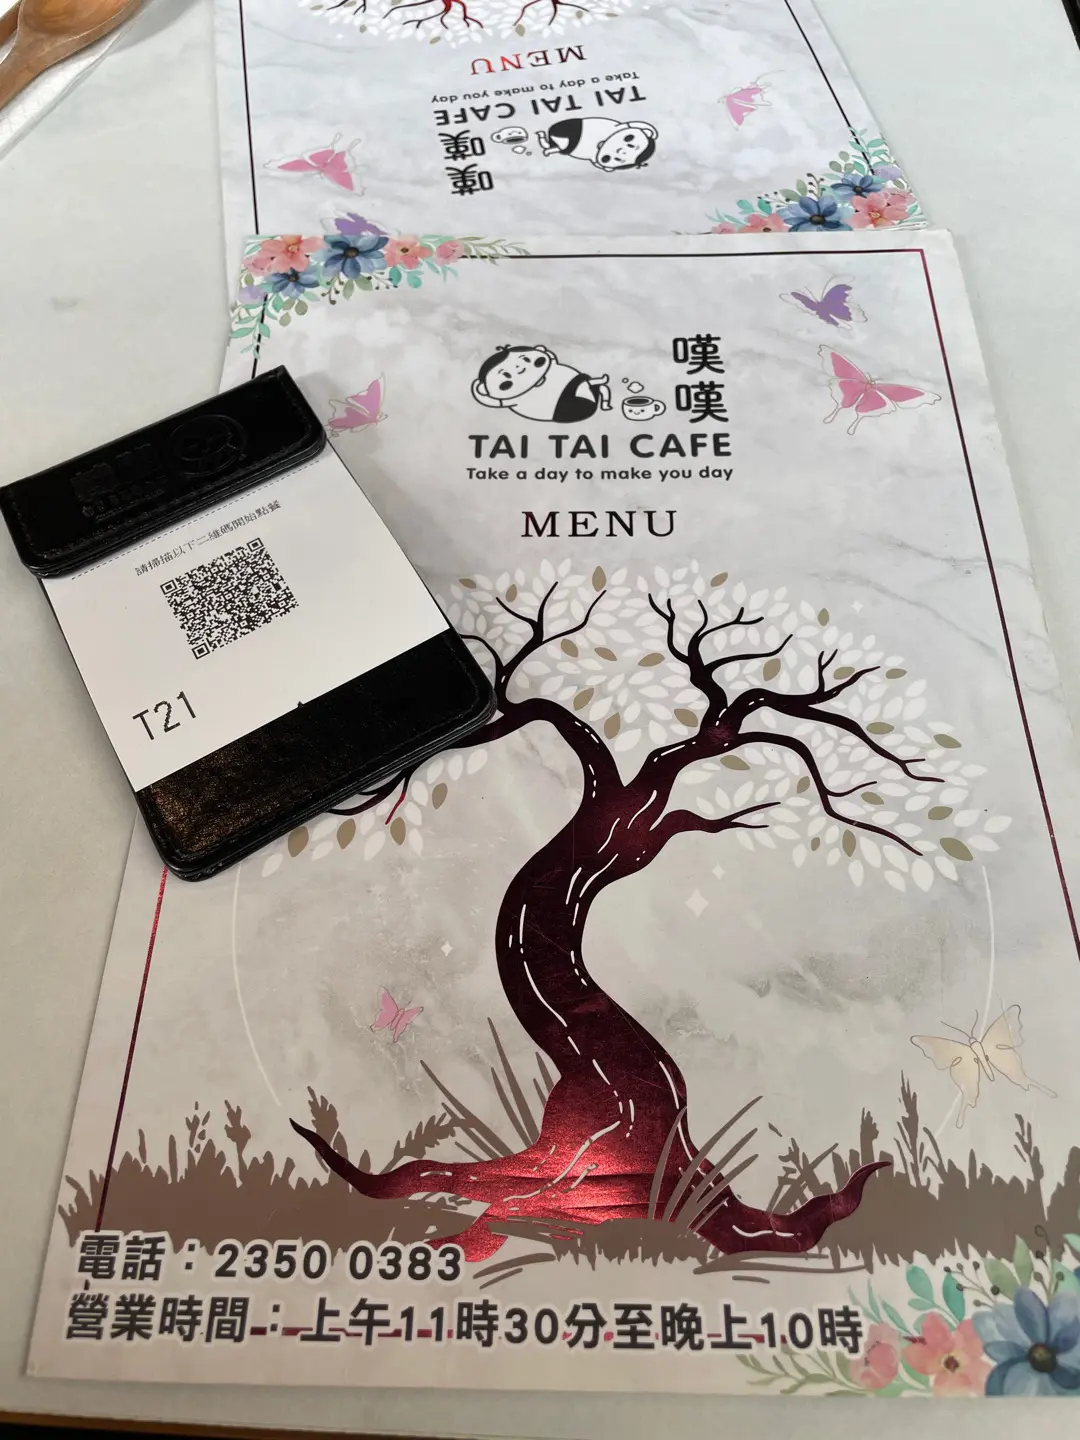 MENU
Take a day to make you day
TAI TAI CAFE
嘆
嘆
嘆
嘆
TAI TAI CAFE
Take a day to make you day
MENU
請掃描以下二維碼開始點餐
T21
電話：2350 0383
營業時間：上午11時30分至晚上10時